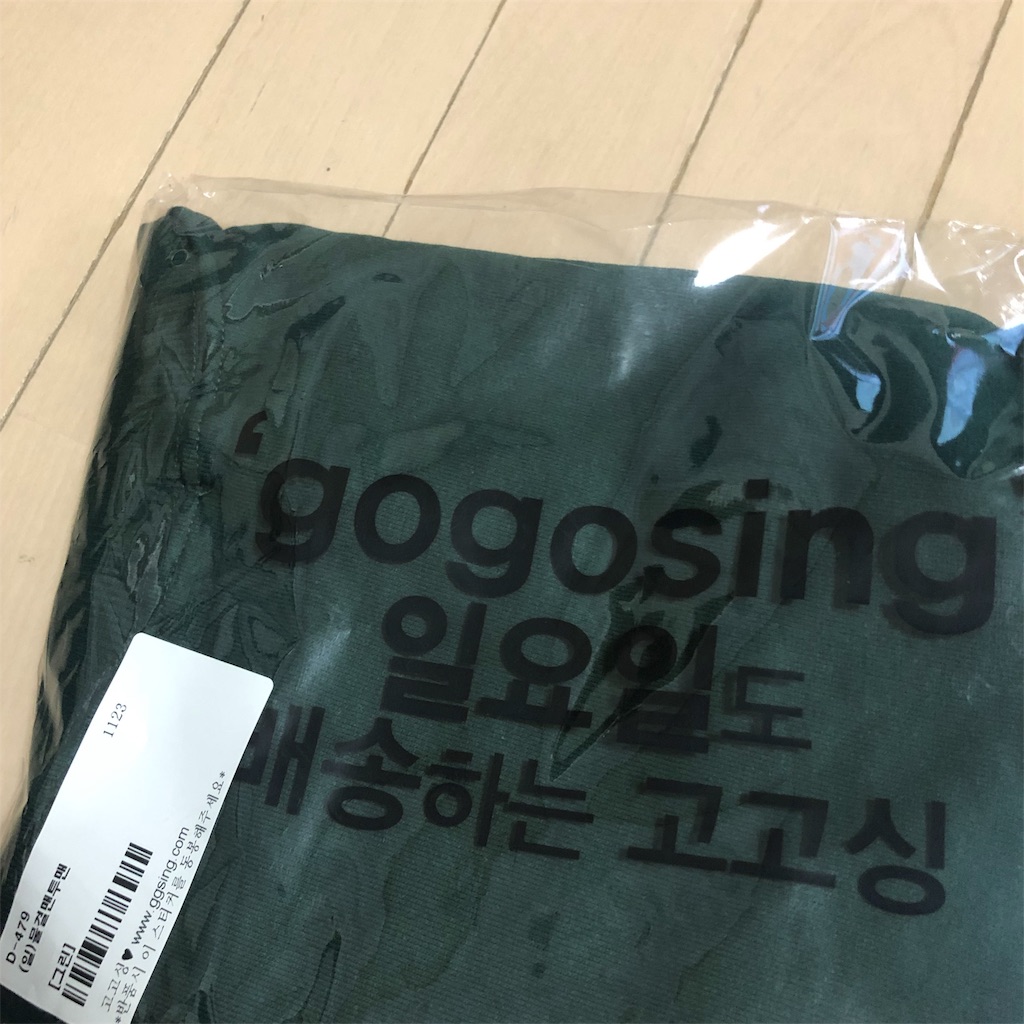 'gogosing
일요일도
배송하는 고고싱
1123
D-479
(일)물결맨투맨
[그린]
고고싱♥www.ggsing.com
*반품시 이 스티커를 동봉해주세요*